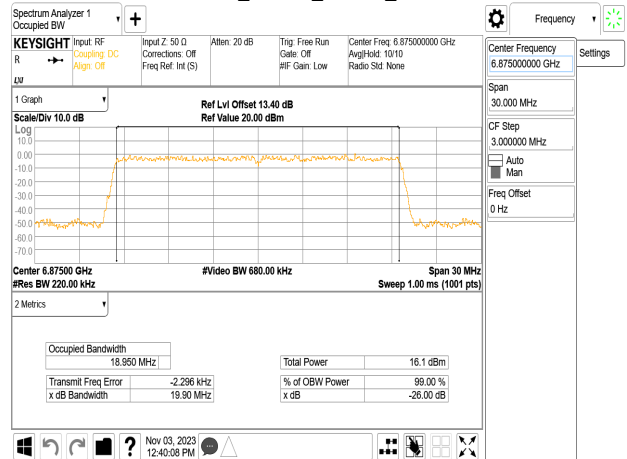 Spectrum Analyzer 1
Occupied BW
Frequency
KEYSIGHT
R
Input: RF
Coupling: DC
Align: Off
Input Z: 50 Ω
Corrections: Off
Freq Ref: Int (S)
Atten: 20 dB
Trig: Free Run
Gate: Off
#IF Gain: Low
Center Freq: 6.875000000 GHz
Avg|Hold: 10/10
Radio Std: None
Center Frequency
6.875000000 GHz
Settings
Span
30.000 MHz
CF Step
3.000000 MHz
Auto
Man
Freq Offset
0 Hz
1 Graph
Scale/Div 10.0 dB
Ref Lvl Offset 13.40 dB
Ref Value 20.00 dBm
Log
10.0
0.00
-10.0
-20.0
-30.0
-40.0
-50.0
-60.0
-70.0
Center 6.87500 GHz
#Video BW 680.00 kHz
Span 30 MHz
#Res BW 220.00 kHz
Sweep 1.00 ms (1001 pts)
2 Metrics
Occupied Bandwidth
18.950 MHz
Total Power 16.1 dBm
Transmit Freq Error -2.296 kHz
% of OBW Power 99.00 %
x dB Bandwidth 19.90 MHz
x dB -26.00 dB
?
Nov 03, 2023
12:40:08 PM